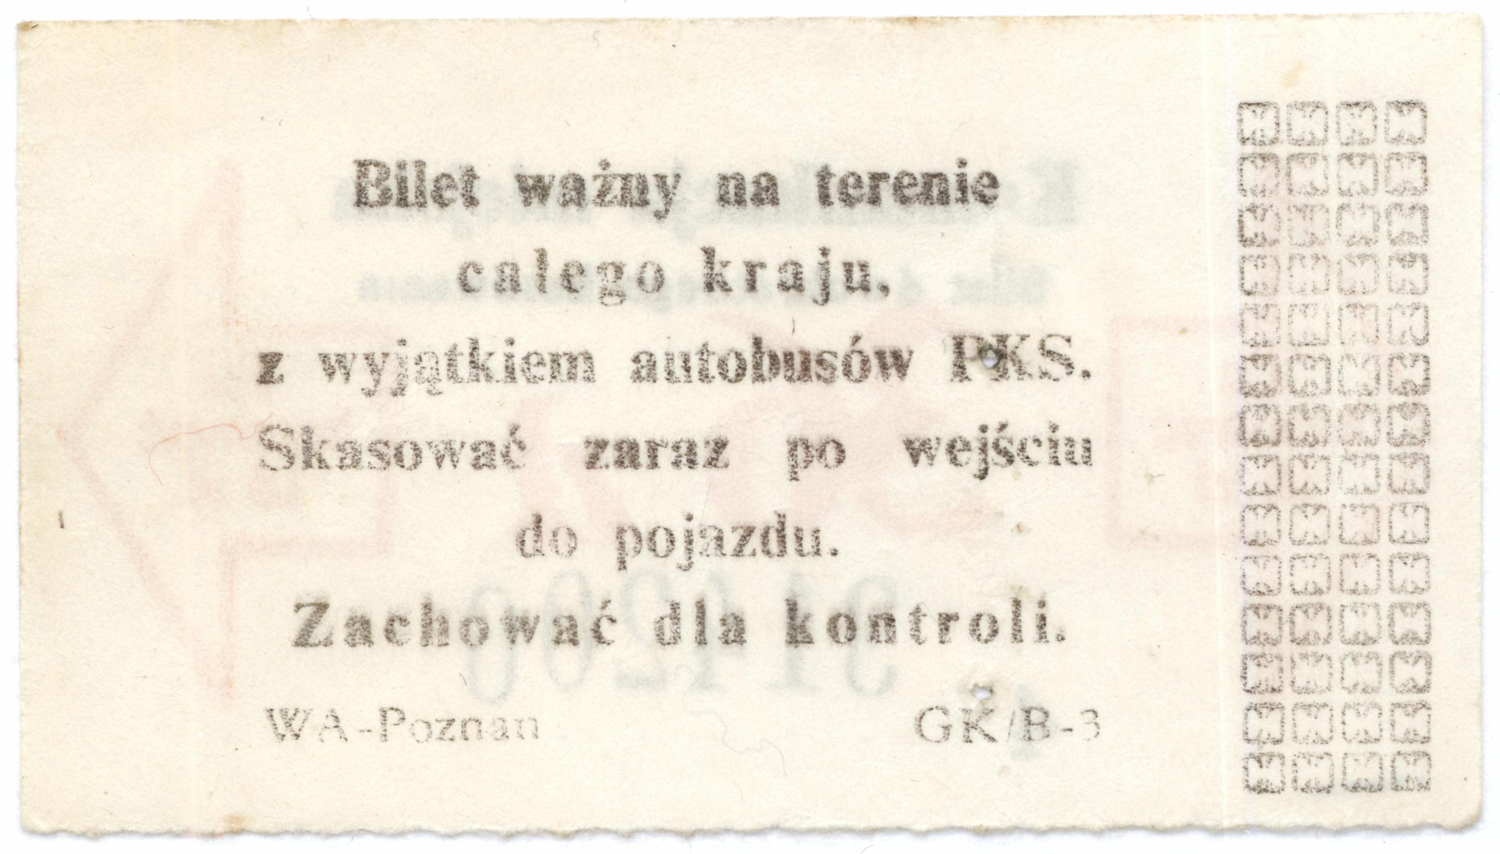 Bilet ważny na terenie
całego kraju.
z wyjątkiem autobusów PKS.
Skasować zaraz po wejściu
do pojazdu.
Zachować dla kontroli.
WA-Poznań GK/B-3